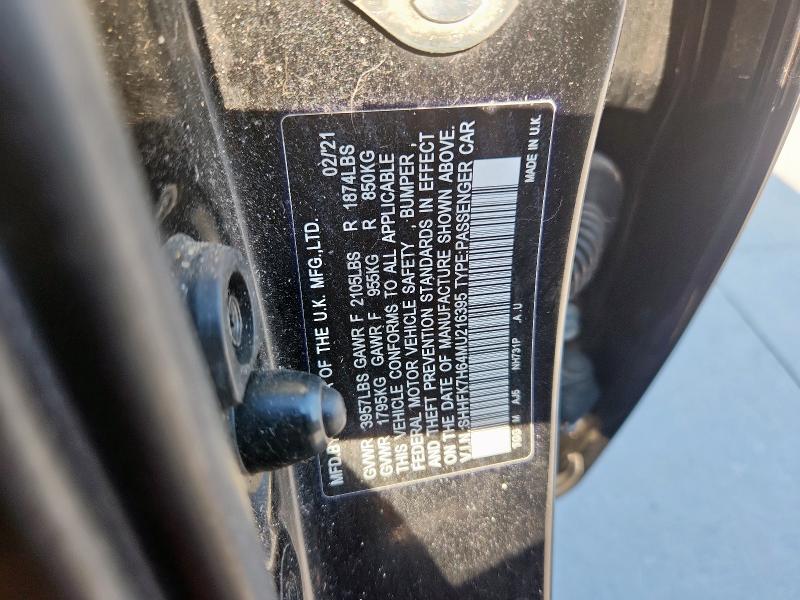 MFD.BY OF THE U.K. MFG.,LTD. 02/'21
GVWR 3957LBS GAWR F 2105LBS R 1874LBS
GVWR 1795KG GAWR F 955KG R 850KG
THIS VEHICLE CONFORMS TO ALL APPLICABLE
FEDERAL MOTOR VEHICLE SAFETY , BUMPER ,
AND THEFT PREVENTION STANDARDS IN EFFECT
ON THE DATE OF MANUFACTURE SHOWN ABOVE.
V.I.N.:SHHFK7H64MU216395 TYPE:PASSENGER CAR
AJ5 NH731P A.U MADE IN U.K.